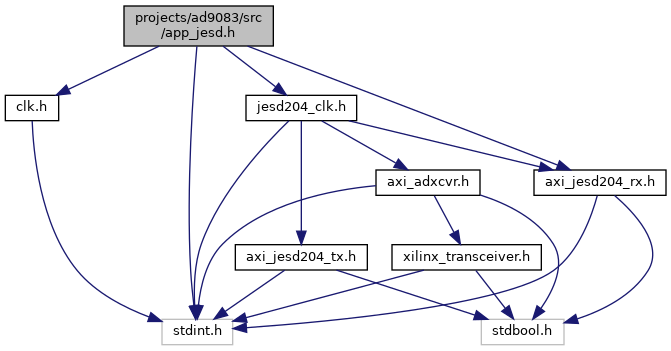 projects/ad9083/src
/app_jesd.h
clk.h
jesd204_clk.h
axi_adxcvr.h
axi_jesd204_rx.h
axi_jesd204_tx.h
xilinx_transceiver.h
stdint.h
stdbool.h